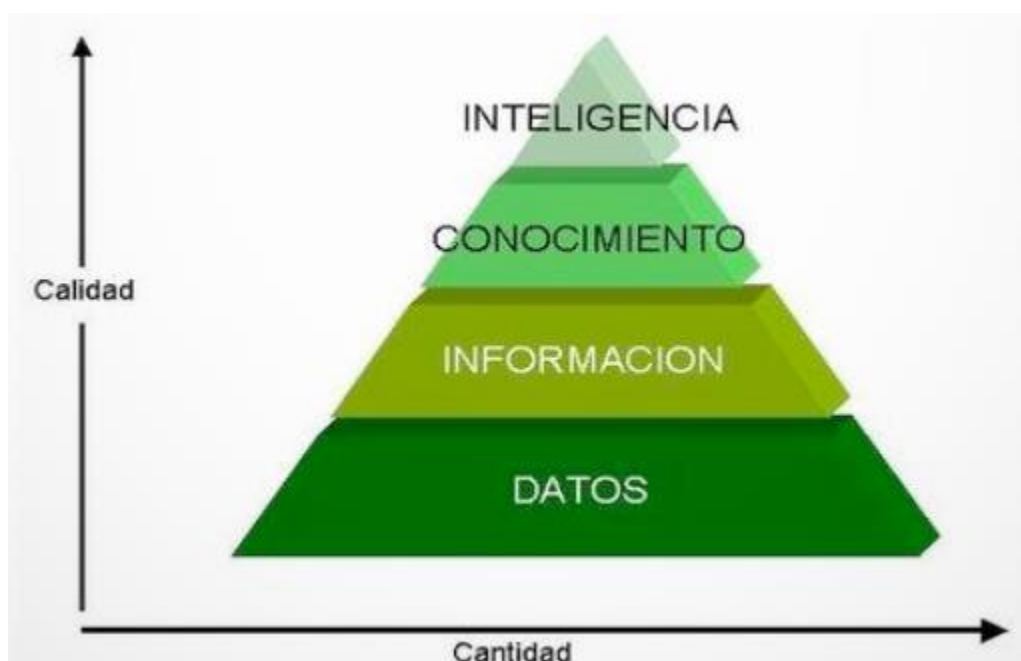 INTELIGENCIA
CONOCIMIENTO
Calidad
INFORMACION
DATOS
Cantidad